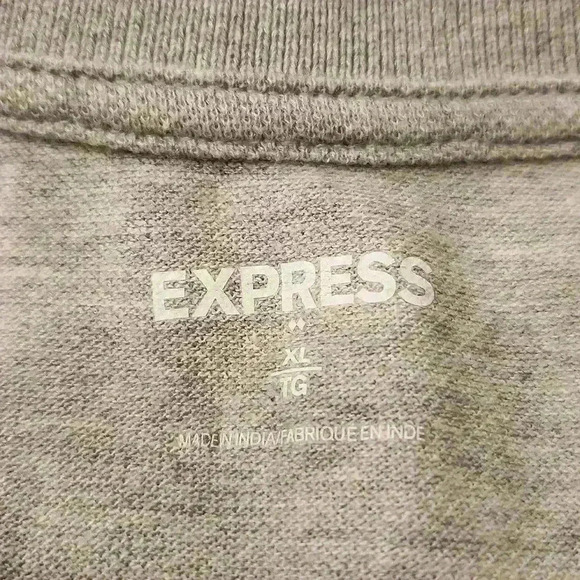 EXPRESS
XL
TG
MADE IN INDIA/FABRIQUE EN INDE